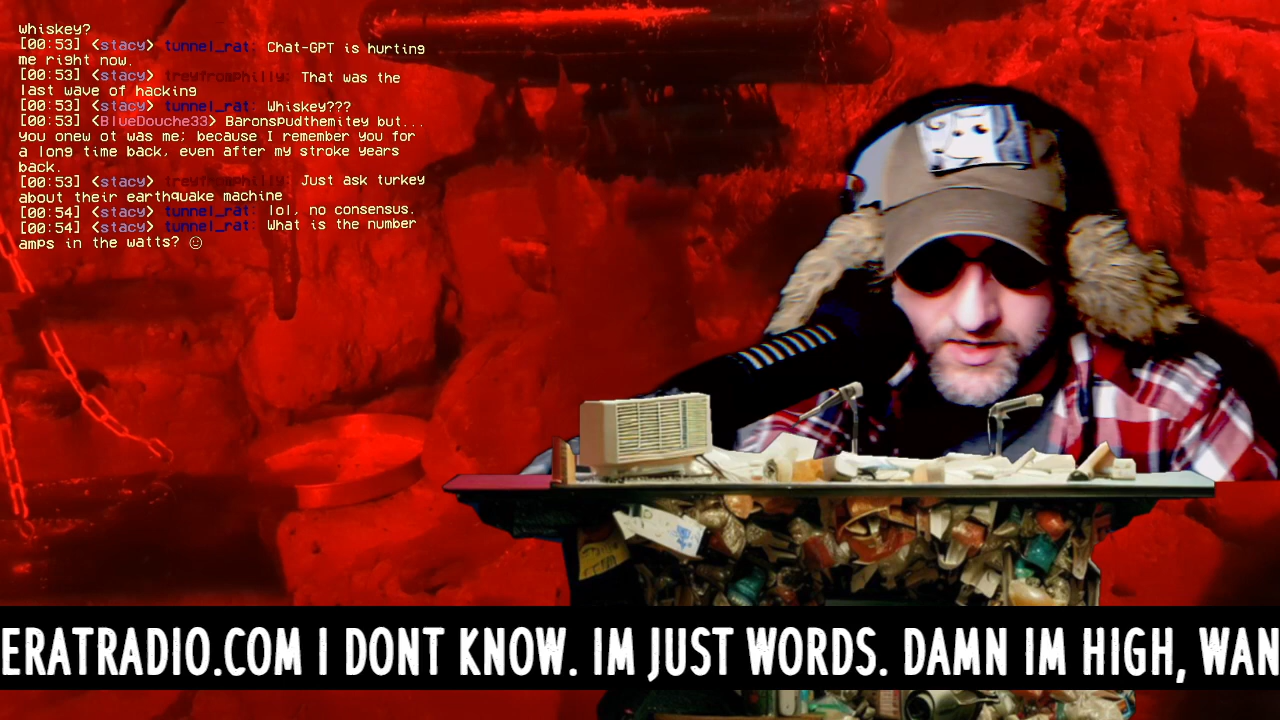 whiskey?
[00:53] <stacy> tunnel_rat: Chat-GPT is hurting
me right now.
[00:53] <stacy> treyfromphilly: That was the
last wave of hacking
[00:53] <stacy> tunnel_rat: Whiskey???
[00:53] <BlueDouche33> BaronsPudthemitey but...
you onew ot was me; because I remember you for
a long time back, even after my stroke years
back.
[00:53] <stacy> treyfromphilly: Just ask turkey
about their earthquake machine
[00:54] <stacy> tunnel_rat: lol, no consensus.
[00:54] <stacy> tunnel_rat: What is the number
amps in the watts? ☺
ERATRADIO.COM I DONT KNOW. IM JUST WORDS. DAMN IM HIGH, WAN